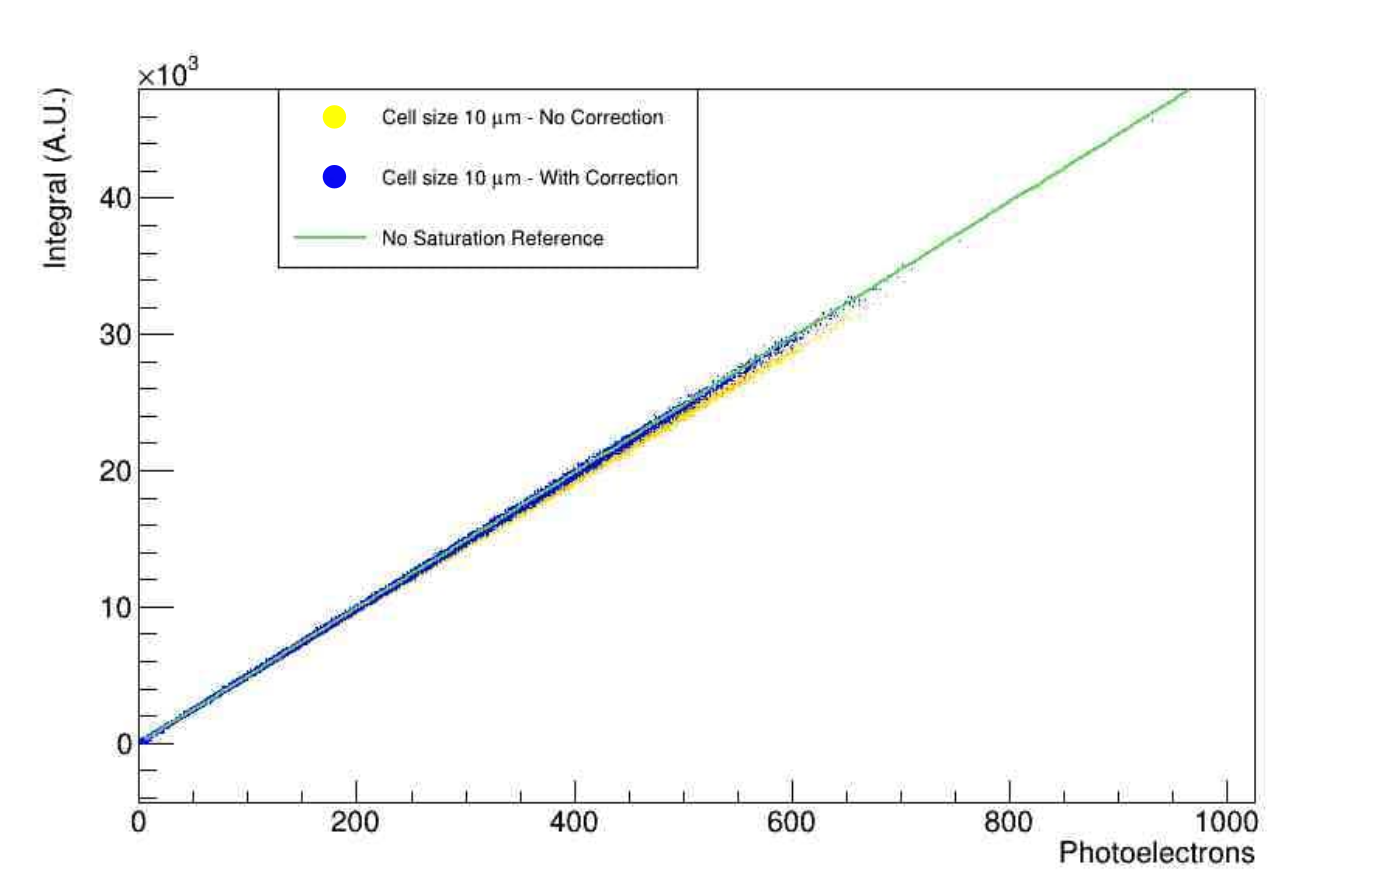 ×10³
Integral (A.U.)
Cell size 10 μm - No Correction
Cell size 10 μm - With Correction
No Saturation Reference
40
30
20
10
0
0 200 400 600 800 1000
Photoelectrons